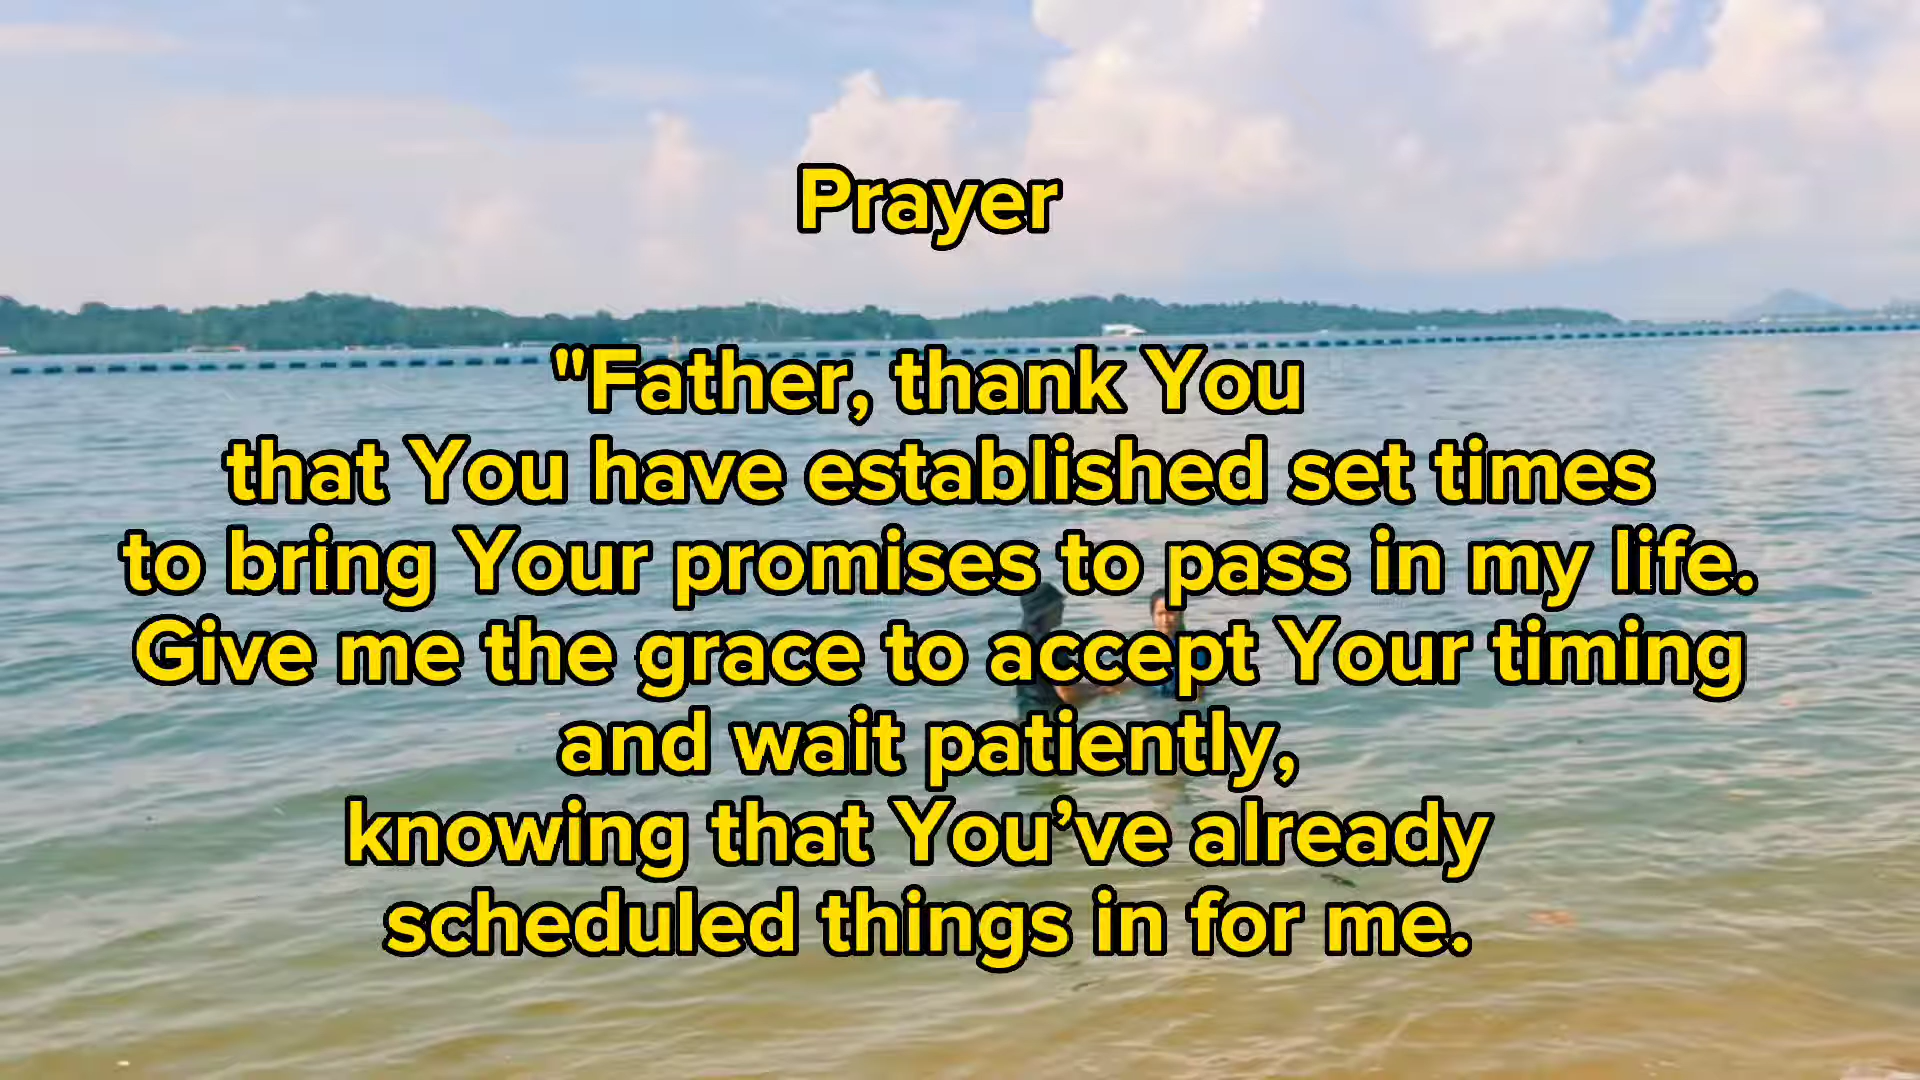 Prayer
"Father, thank You
that You have established set times
to bring Your promises to pass in my life.
Give me the grace to accept Your timing
and wait patiently,
knowing that You’ve already
scheduled things in for me.